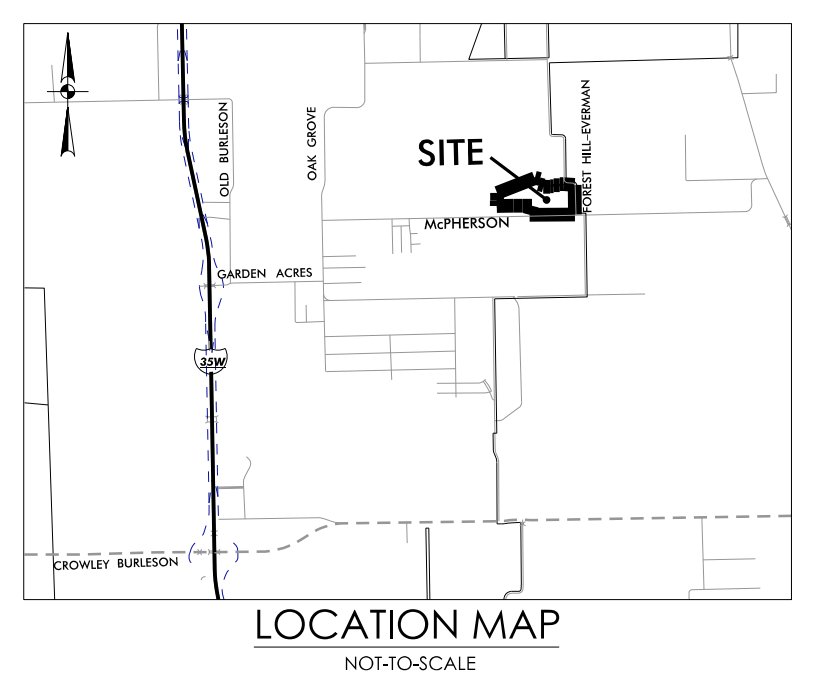 OLD BURLESON
OAK GROVE
FOREST HILL-EVERMAN
SITE
McPHERSON
GARDEN ACRES
35W
CROWLEY BURLESON
LOCATION MAP
NOT-TO-SCALE